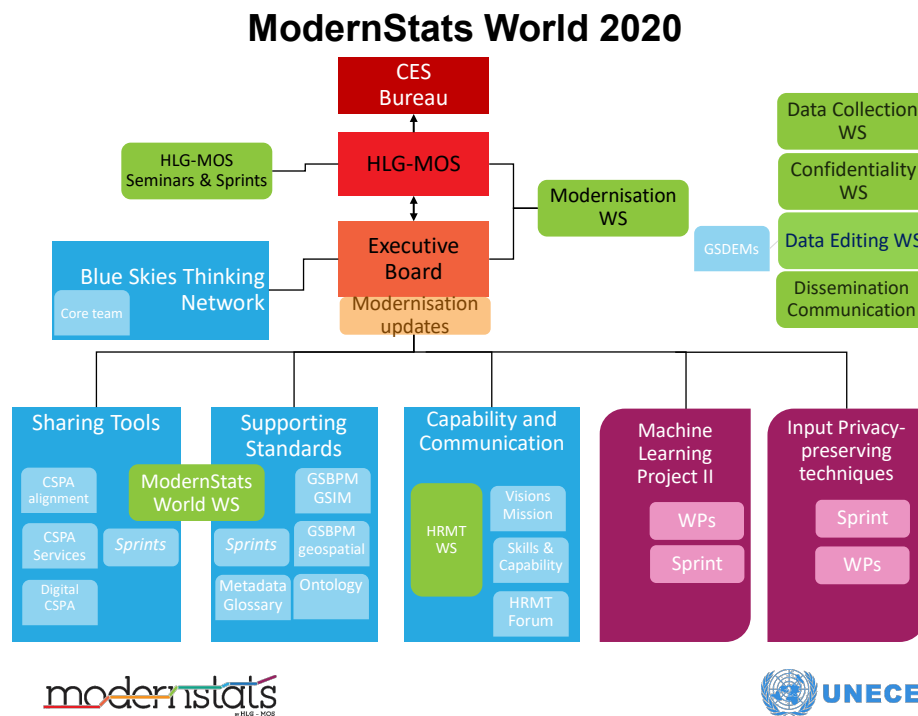 ModernStats World 2020
CES
Bureau
HLG-MOS
Seminars & Sprints
HLG-MOS
Modernisation
WS
Executive
Board
Modernisation
updates
Blue Skies Thinking
Network
Core team
Data Collection
WS
Confidentiality
WS
GSDEMs
Data Editing WS
Dissemination
Communication
Sharing Tools
CSPA
alignment
CSPA
Services
Digital
CSPA
Sprints
ModernStats
World WS
Supporting
Standards
GSBPM
GSIM
Sprints
GSBPM
geospatial
Metadata
Glossary
Ontology
Capability and
Communication
HRMT
WS
Visions
Mission
Skills &
Capability
HRMT
Forum
Machine
Learning
Project II
WPs
Sprint
Input Privacy-
preserving
techniques
Sprint
WPs
modernstats
BY HLG - MOS
UNECE